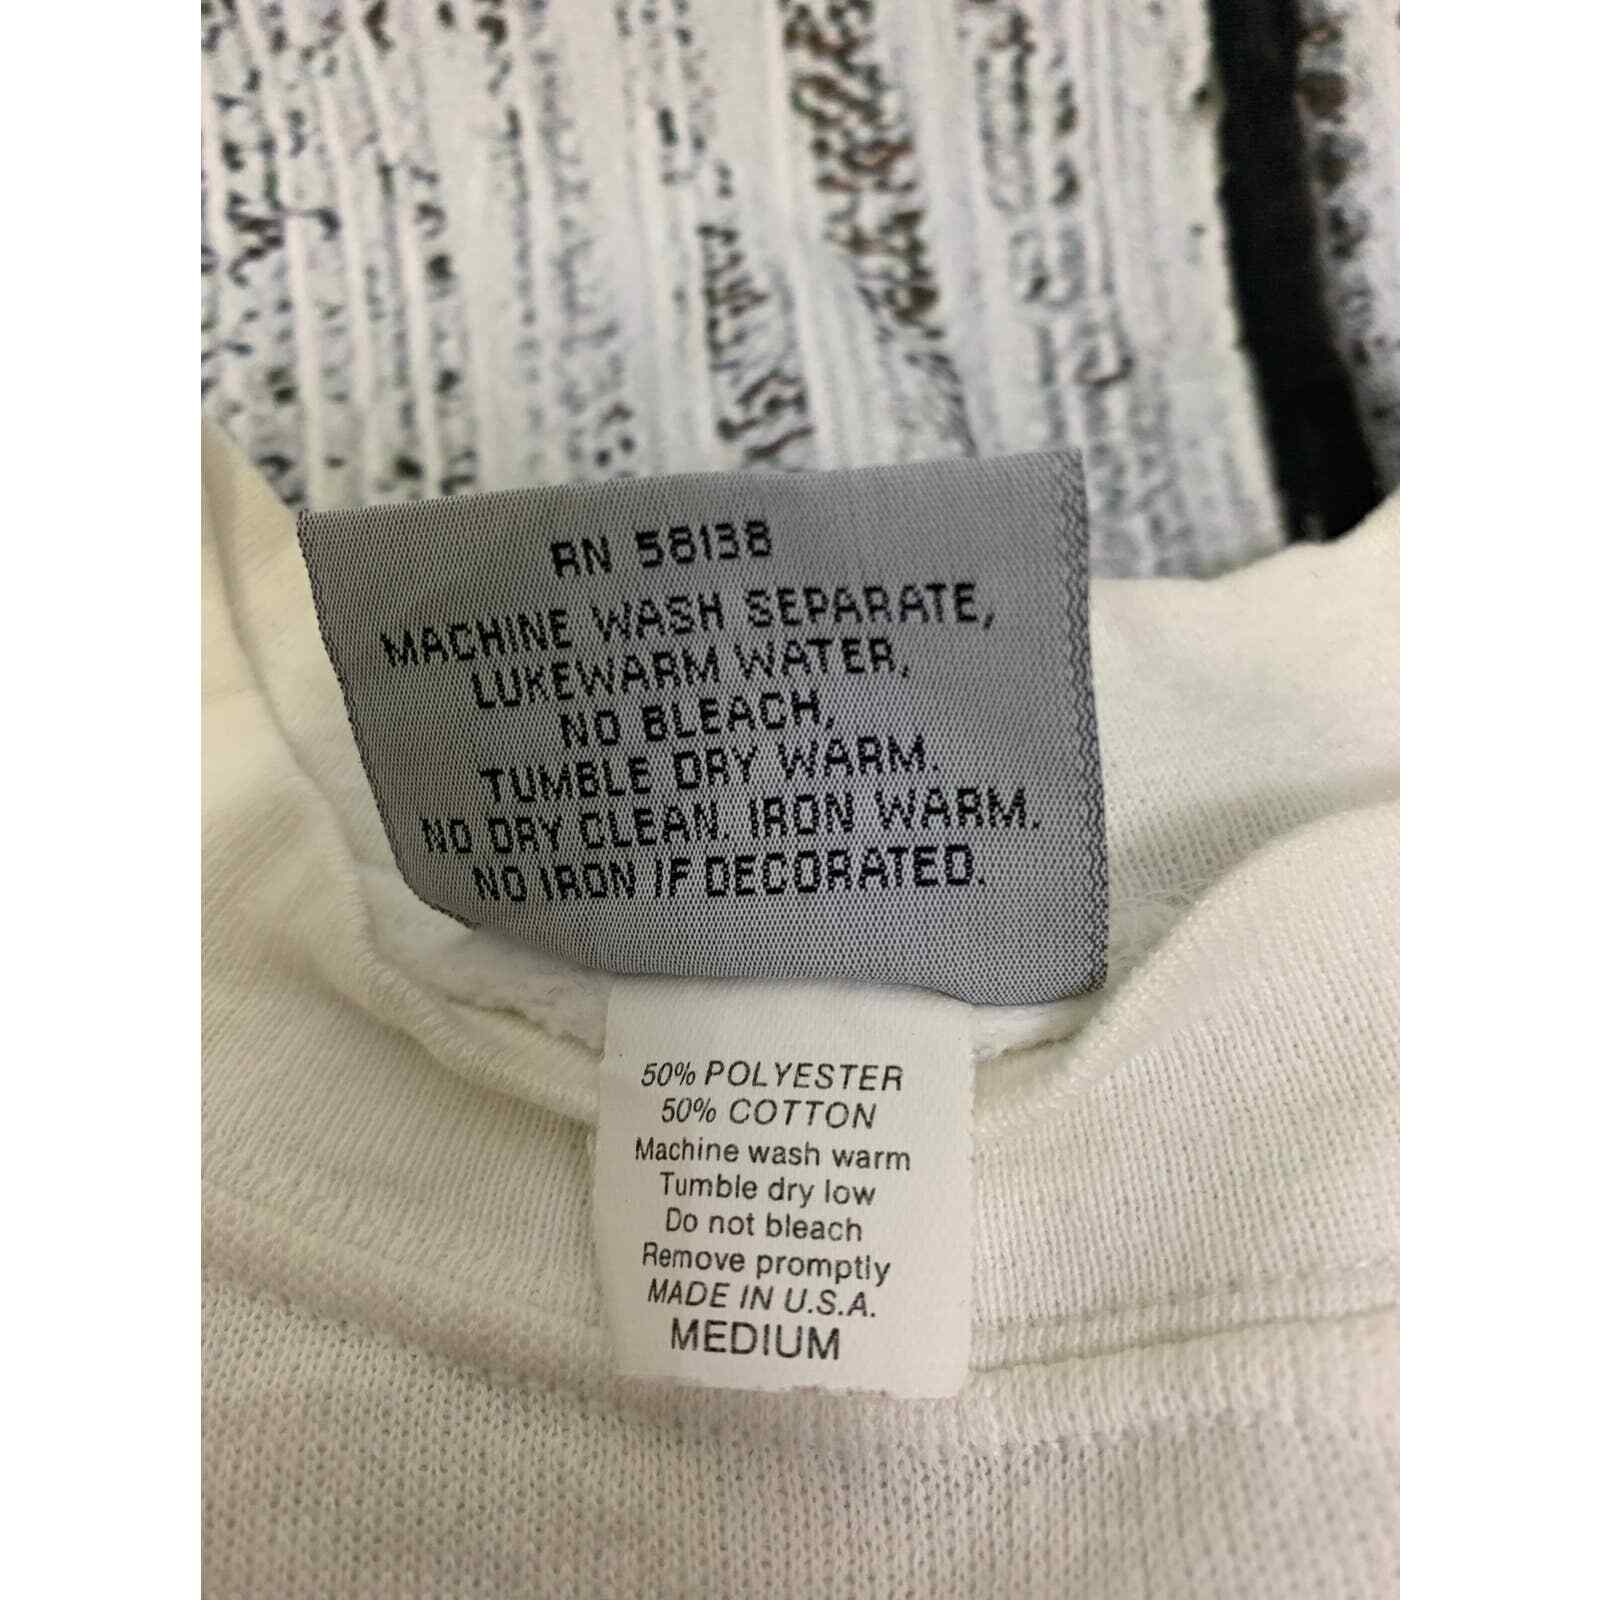 RN 58138
MACHINE WASH SEPARATE,
LUKEWARM WATER,
NO BLEACH,
TUMBLE DRY WARM.
NO DRY CLEAN. IRON WARM.
NO IRON IF DECORATED.
50% POLYESTER
50% COTTON
Machine wash warm
Tumble dry low
Do not bleach
Remove promptly
MADE IN U.S.A.
MEDIUM